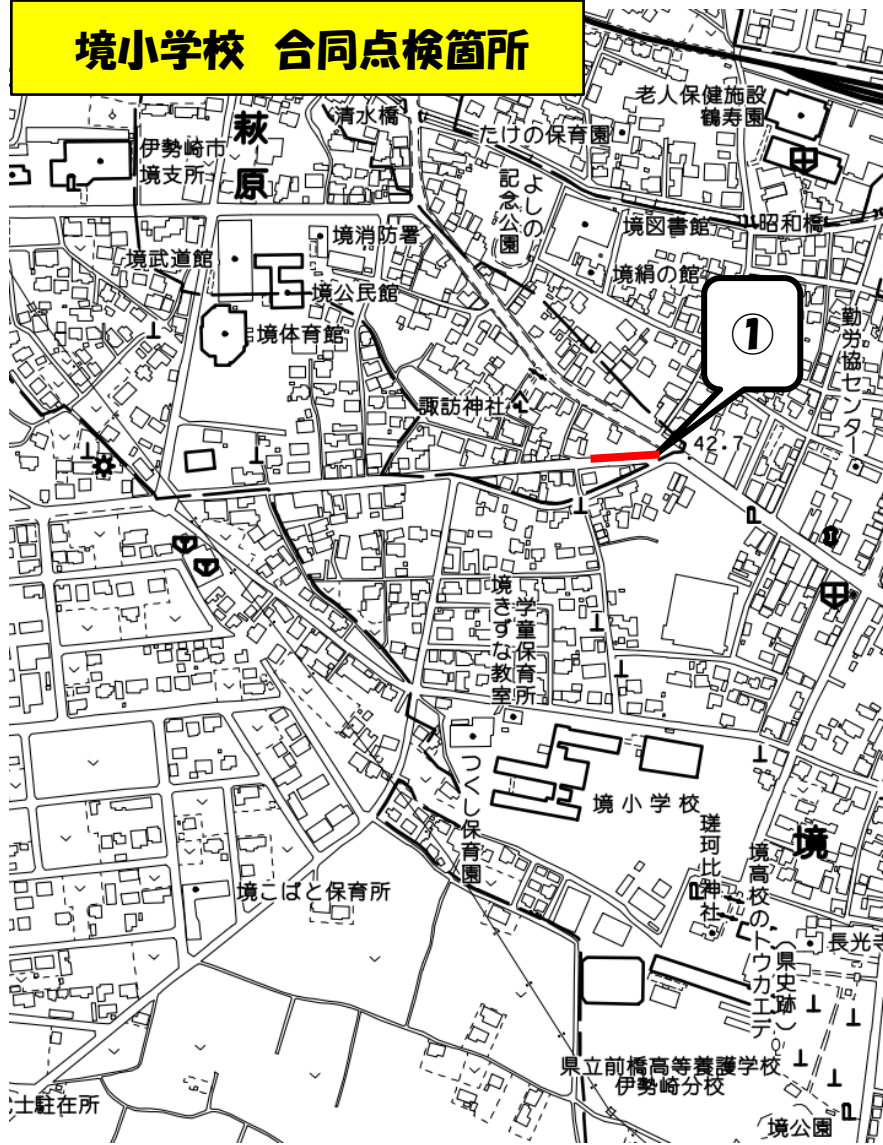 境小学校 合同点検箇所
老人保健施設
鶴寿園
清水橋
たけの保育園
萩原
伊勢崎市
境支所
よしの
記念公園
境図書館
昭和橋
境消防署
境武道館
境絹の館
境公民館
①
境体育館
勤労協センター
諏訪神社
42.7
学童保育所
境きずな教室
つくし保育園
境小学校
境
瑳珂比神社
境高校のトウカエデ
（県史跡）
境こばと保育所
長光寺
県立前橋高等養護学校
伊勢崎分校
士駐在所
境公園